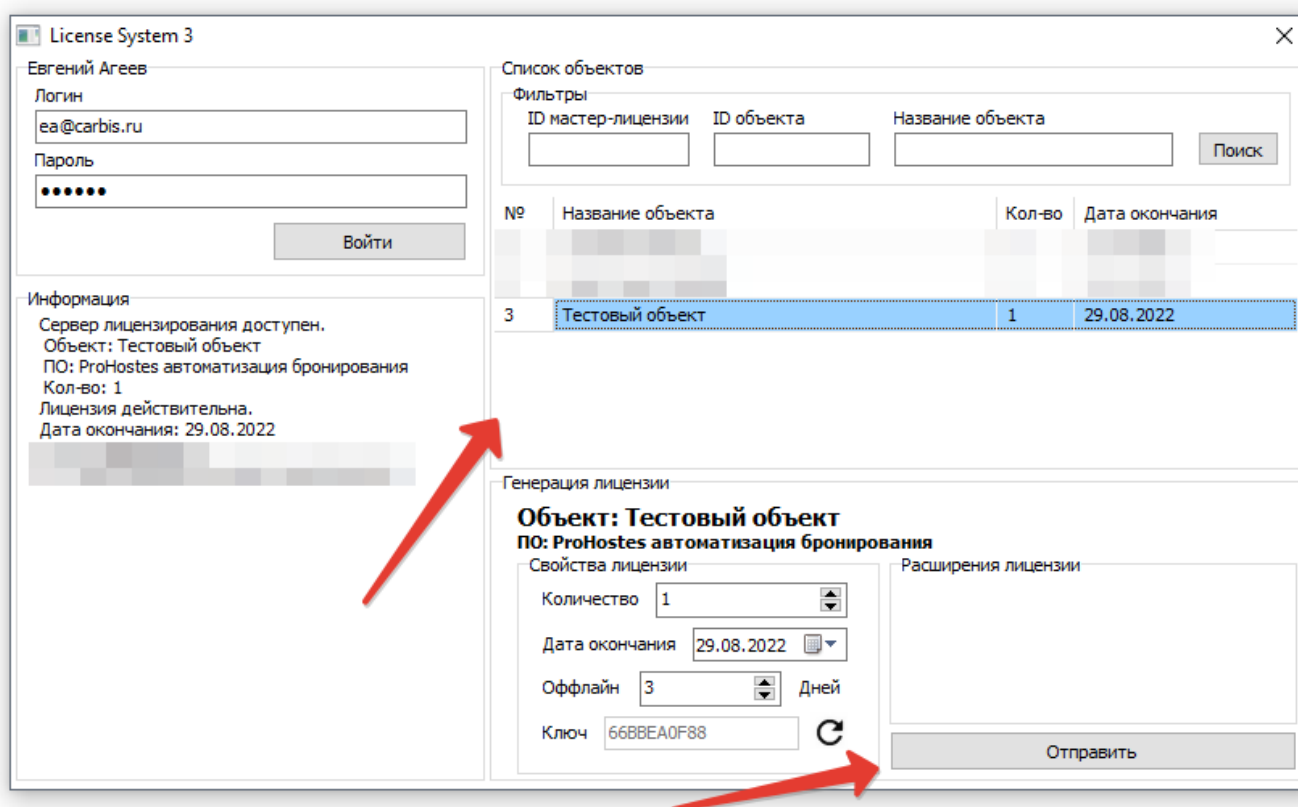 License System 3
Евгений Агеев
Логин
ea@carbis.ru
Пароль
••••••
Войти
Информация
Сервер лицензирования доступен.
Объект: Тестовый объект
ПО: ProHostes автоматизация бронирования
Кол-во: 1
Лицензия действительна.
Дата окончания: 29.08.2022
Список объектов
Фильтры
ID мастер-лицензии ID объекта Название объекта
Поиск
№ Название объекта Кол-во Дата окончания
3 Тестовый объект 1 29.08.2022
Генерация лицензии
Объект: Тестовый объект
ПО: ProHostes автоматизация бронирования
Свойства лицензии
Количество 1
Дата окончания 29.08.2022
Оффлайн 3 Дней
Ключ 66BBEA0F88
Расширения лицензии
Отправить